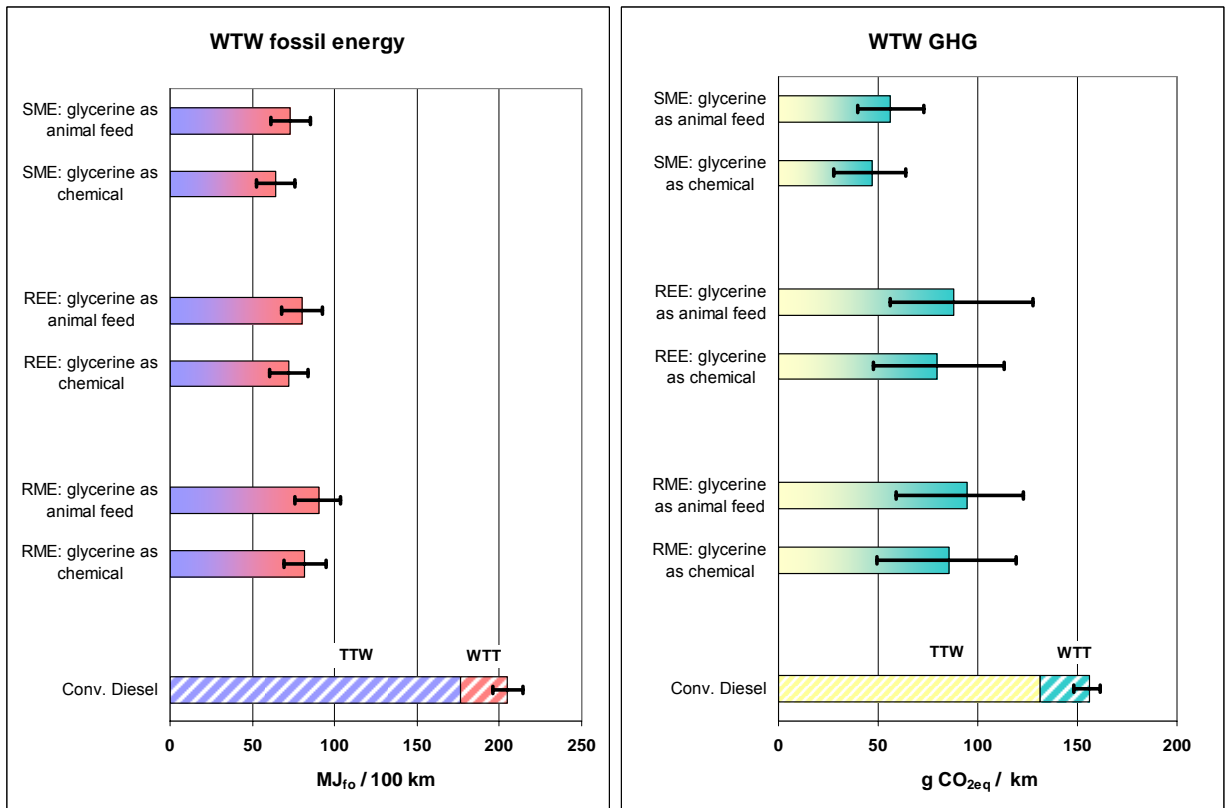 WTW fossil energy
SME: glycerine as
animal feed
SME: glycerine as
chemical
REE: glycerine as
animal feed
REE: glycerine as
chemical
RME: glycerine as
animal feed
RME: glycerine as
chemical
TTW WTT
Conv. Diesel
0 50 100 150 200 250
MJfo / 100 km
WTW GHG
SME: glycerine
as animal feed
SME: glycerine
as chemical
REE: glycerine
as animal feed
REE: glycerine
as chemical
RME: glycerine
as animal feed
RME: glycerine
as chemical
TTW WTT
Conv. Diesel
0 50 100 150 200
g CO2eq / km